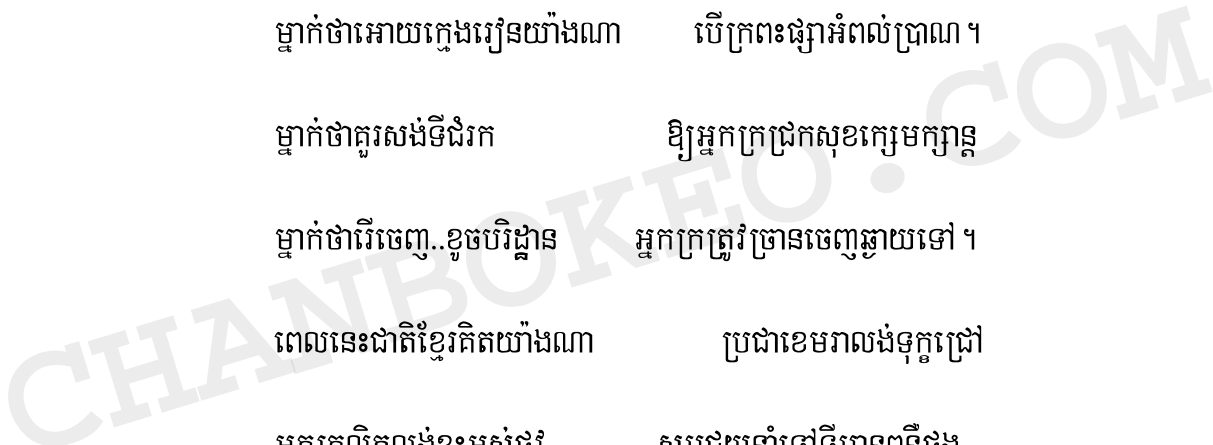 ម្នាក់ថាអោយក្មេងរៀនយ៉ាងណា បើក្រពះផ្សាអំពល់ប្រាណ។
ម្នាក់ថាគួរសង់ទីជំរក ឱ្យអ្នកក្រជ្រកសុខក្សេមក្សាន្ត
ម្នាក់ថារើចេញ..ខូចបរិដ្ឋាន អ្នកក្រត្រូវច្រានចេញឆ្ងាយទៅ។
ពេលនេះជាតិខ្មែរគិតយ៉ាងណា ប្រជាខេមរាលង់ទុក្ខជ្រៅ
CHANBOKEO.COM